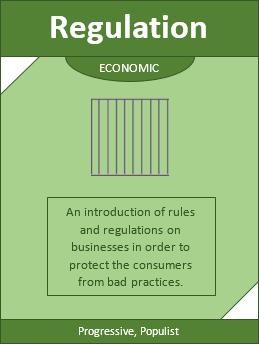 Regulation
ECONOMIC
An introduction of rules
and regulations on
businesses in order to
protect the consumers
from bad practices.
Progressive, Populist